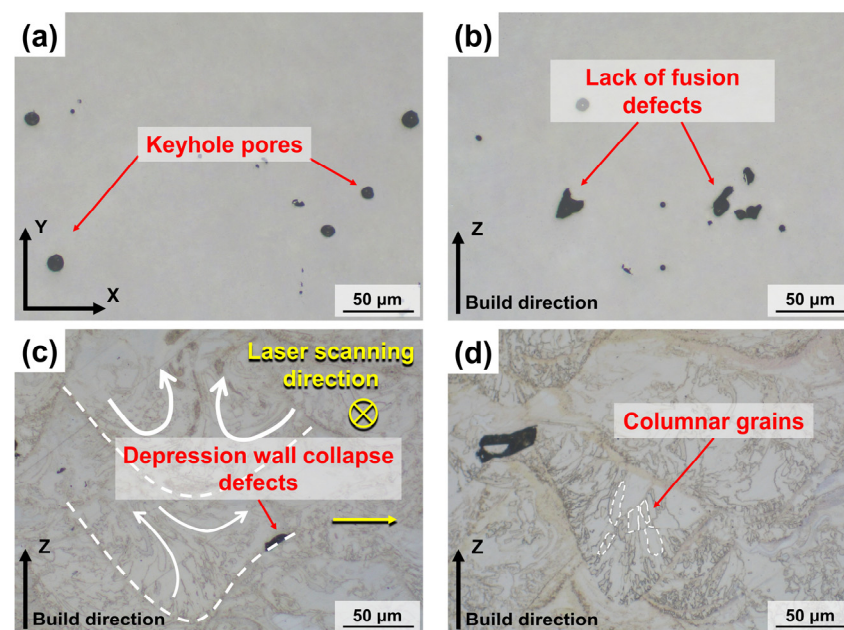 (a)
Keyhole pores
Y
X
50 µm
(b)
Lack of fusion
defects
Z
Build direction
50 µm
(c)
Laser scanning
direction
Depression wall collapse
defects
Z
Build direction
50 µm
(d)
Columnar grains
Z
Build direction
50 µm